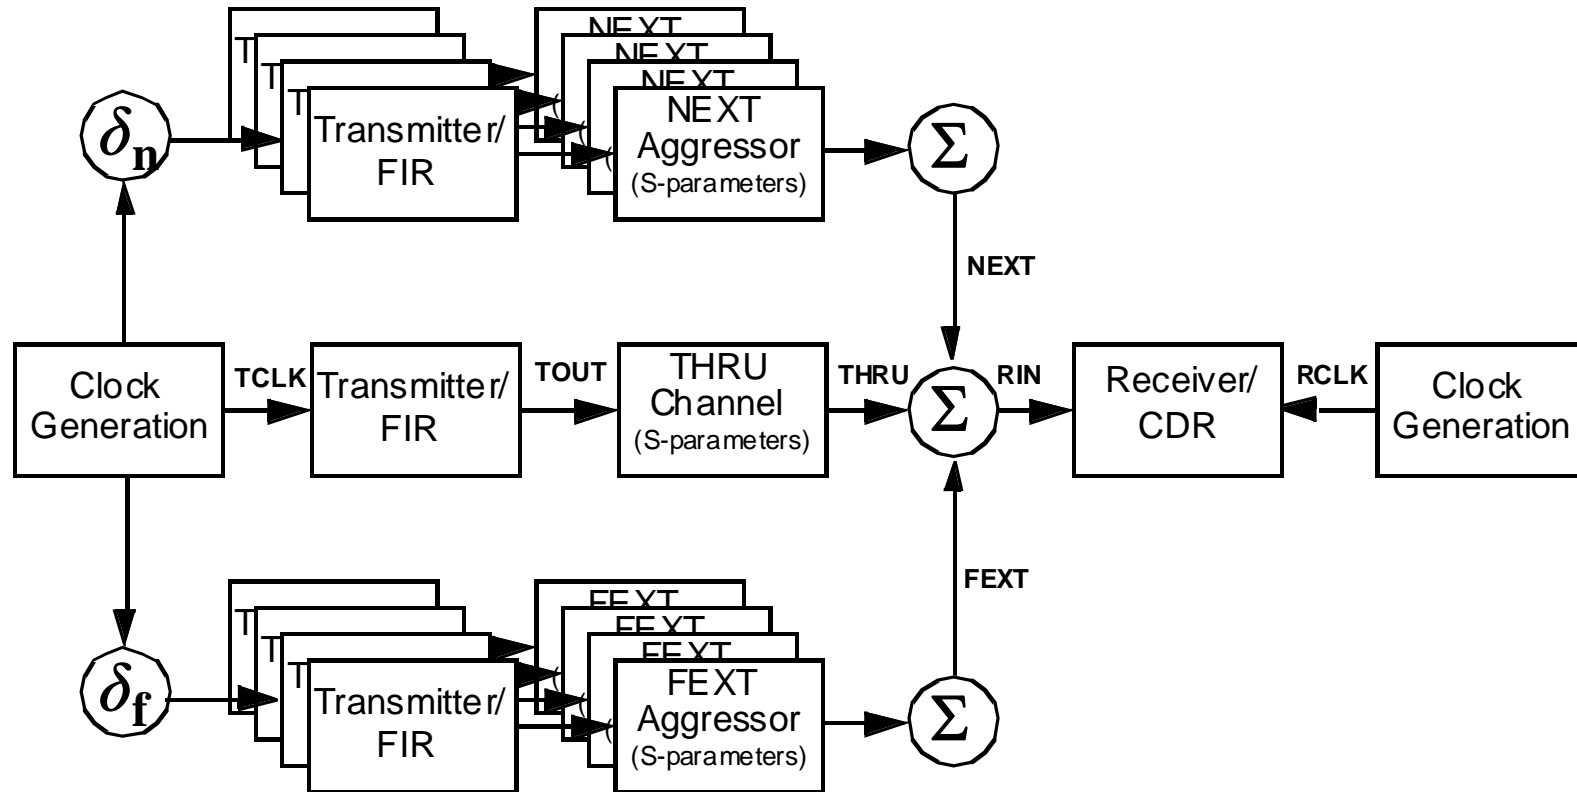 T
T
T
Transmitter/
FIR
NEXT
NEXT
NEXT
(
(
(
NEXT
Aggressor
(S-parameters)
δn
Σ
NEXT
Clock
Generation
TCLK
Transmitter/
FIR
TOUT
THRU
Channel
(S-parameters)
THRU
Σ
RIN
Receiver/
CDR
RCLK
Clock
Generation
FEXT
T
T
T
Transmitter/
FIR
FEXT
FEXT
FEXT
(
(
(
FEXT
Aggressor
(S-parameters)
δf
Σ